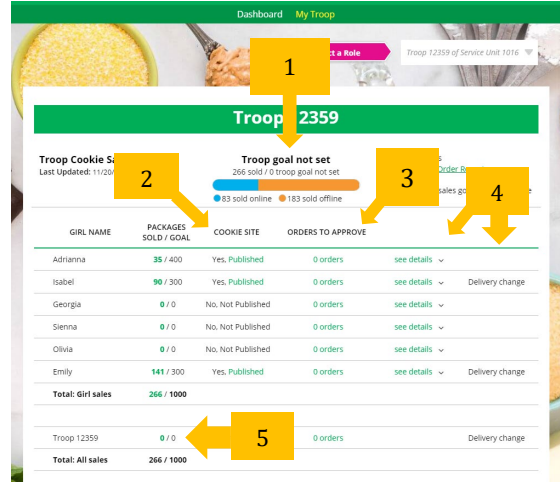 Dashboard My Troop
1
ct a Role
Troop 12359 of Service Unit 1016
Troop 2359
Troop Cookie Sa
Last Updated: 11/20/
2
Troop goal not set
266 sold / 0 troop goal not set
83 sold online 183 sold offline
3
4
sales go
GIRL NAME PACKAGES SOLD / GOAL COOKIE SITE ORDERS TO APPROVE
Adrianna 35 / 400 Yes, Published 0 orders see details
Isabel 90 / 300 Yes, Published 0 orders see details Delivery change
Georgia 0 / 0 No, Not Published 0 orders see details
Sienna 0 / 0 No, Not Published 0 orders see details
Olivia 0 / 0 No, Not Published 0 orders see details
Emily 141 / 300 Yes, Published 0 orders see details Delivery change
Total: Girl sales 266 / 1000
Troop 12359 0 / 0 5 0 orders Delivery change
Total: All sales 266 / 1000